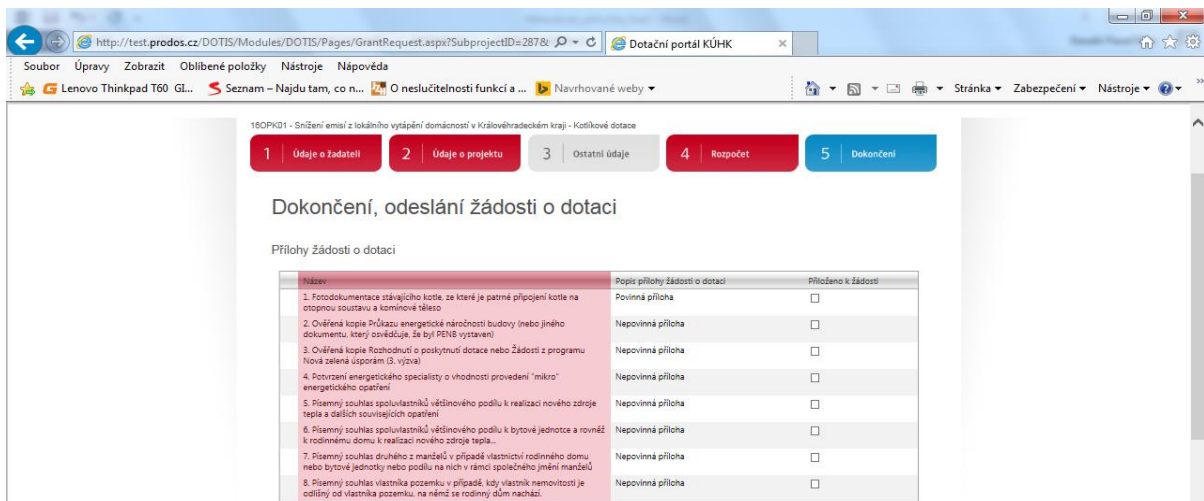 http://test.prodos.cz/DOTIS/Modules/DOTIS/Pages/GrantRequest.aspx?SubprojectID=287&
Dotační portál KÚHK
Soubor Úpravy Zobrazit Oblíbené položky Nástroje Nápověda
Lenovo Thinkpad T60 GI... Seznam – Najdu tam, co n... O neslučitelnosti funkcí a ... Navrhované weby Stránka Zabezpečení Nástroje
16OPK01 - Snížení emisí z lokálního vytápění domácností v Královéhradeckém kraji - Kotlíkové dotace
1 Údaje o žadateli 2 Údaje o projektu 3 Ostatní údaje 4 Rozpočet 5 Dokončení
Dokončení, odeslání žádosti o dotaci
Přílohy žádosti o dotaci
Název Popis přílohy žádosti o dotaci Přiloženo k žádosti
1. Fotodokumentace stávajícího kotle, ze které je patrné připojení kotle na Povinná příloha
otopnou soustavu a komínové těleso
2. Ověřená kopie Průkazu energetické náročnosti budovy (nebo jiného Nepovinná příloha
dokumentu, který osvědčuje, že byl PENB vystaven)
3. Ověřená kopie Rozhodnutí o poskytnutí dotace nebo Žádosti z programu Nepovinná příloha
Nová zelená úsporám (3. výzva)
4. Potvrzení energetického specialisty o vhodnosti provedení "mikro" Nepovinná příloha
energetického opatření
5. Písemný souhlas spoluvlastníků většinového podílu k realizaci nového zdroje Nepovinná příloha
tepla a dalších souvisejících opatření
6. Písemný souhlas spoluvlastníků většinového podílu k bytové jednotce a rovněž Nepovinná příloha
k rodinnému domu k realizaci nového zdroje tepla...
7. Písemný souhlas druhého z manželů v případě vlastnictví rodinného domu Nepovinná příloha
nebo bytové jednotky nebo podílu na nich v rámci společného jmění manželů
8. Písemný souhlas vlastníka pozemku v případě, kdy vlastník nemovitosti je Nepovinná příloha
odlišný od vlastníka pozemku, na němž se rodinný dům nachází.